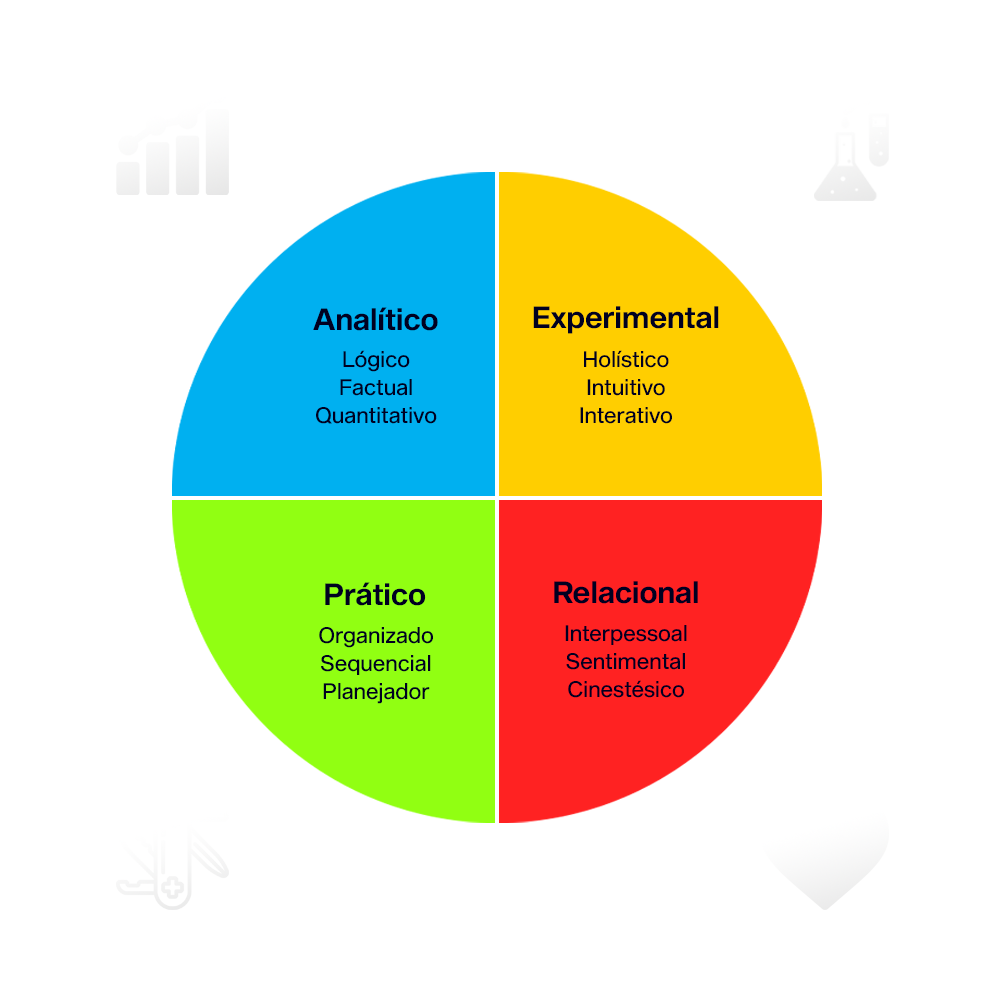 Analítico
Lógico
Factual
Quantitativo
Experimental
Holístico
Intuitivo
Interativo
Prático
Organizado
Sequencial
Planejador
Relacional
Interpessoal
Sentimental
Cinestésico